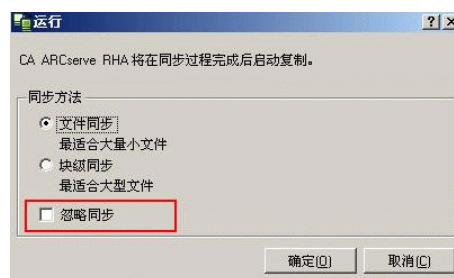 运行
CA ARCserve RHA 将在同步过程完成后启动复制。
同步方法
文件同步
最适合大量小文件
块级同步
最适合大型文件
忽略同步
确定(O) 取消(C)